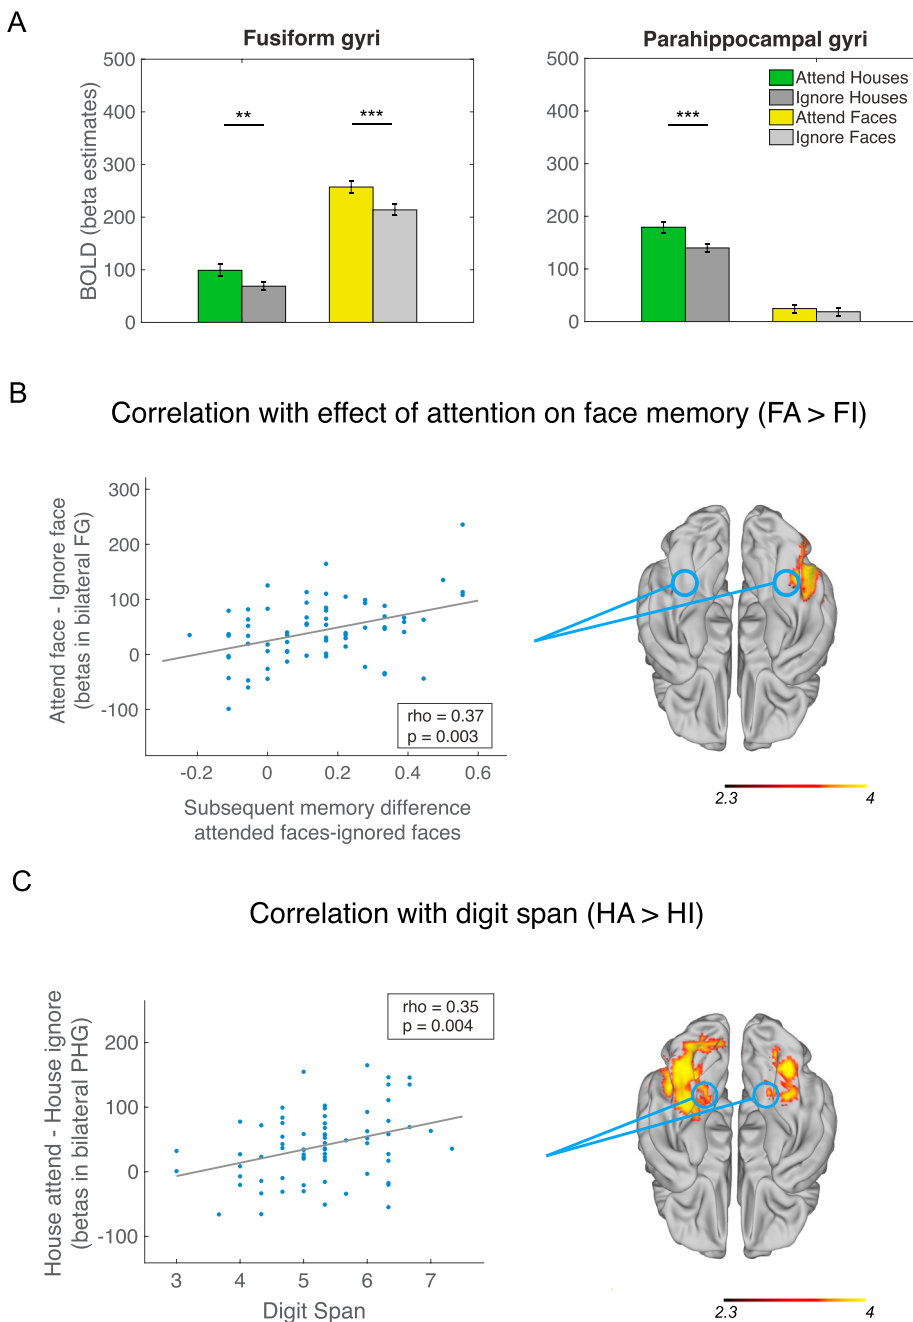 A
Fusiform gyri
BOLD (beta estimates)
500
400
300
200
100
0
**
***
Parahippocampal gyri
500
400
300
200
100
0
***
Attend Houses
Ignore Houses
Attend Faces
Ignore Faces
B
Correlation with effect of attention on face memory (FA > FI)
Attend face - Ignore face
(betas in bilateral FG)
300
200
100
0
-100
rho = 0.37
p = 0.003
-0.2 0 0.2 0.4 0.6
Subsequent memory difference
attended faces-ignored faces
2.3 4
C
Correlation with digit span (HA > HI)
House attend - House ignore
(betas in bilateral PHG)
200
100
0
-100
rho = 0.35
p = 0.004
3 4 5 6 7
Digit Span
2.3 4